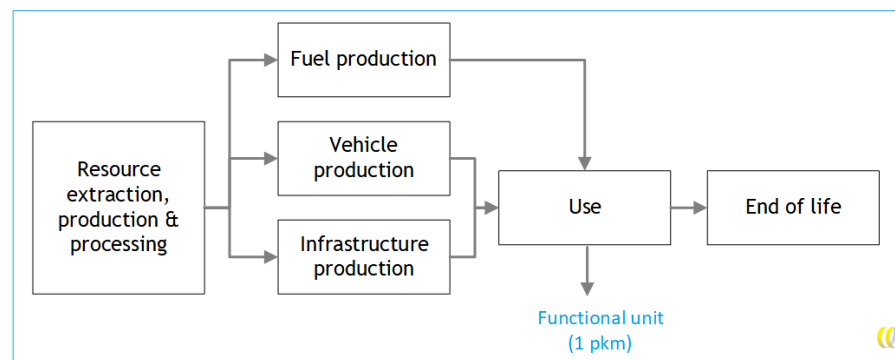 Fuel production
Resource
extraction,
production &
processing
Vehicle
production
Infrastructure
production
Use
End of life
Functional unit
(1 pkm)